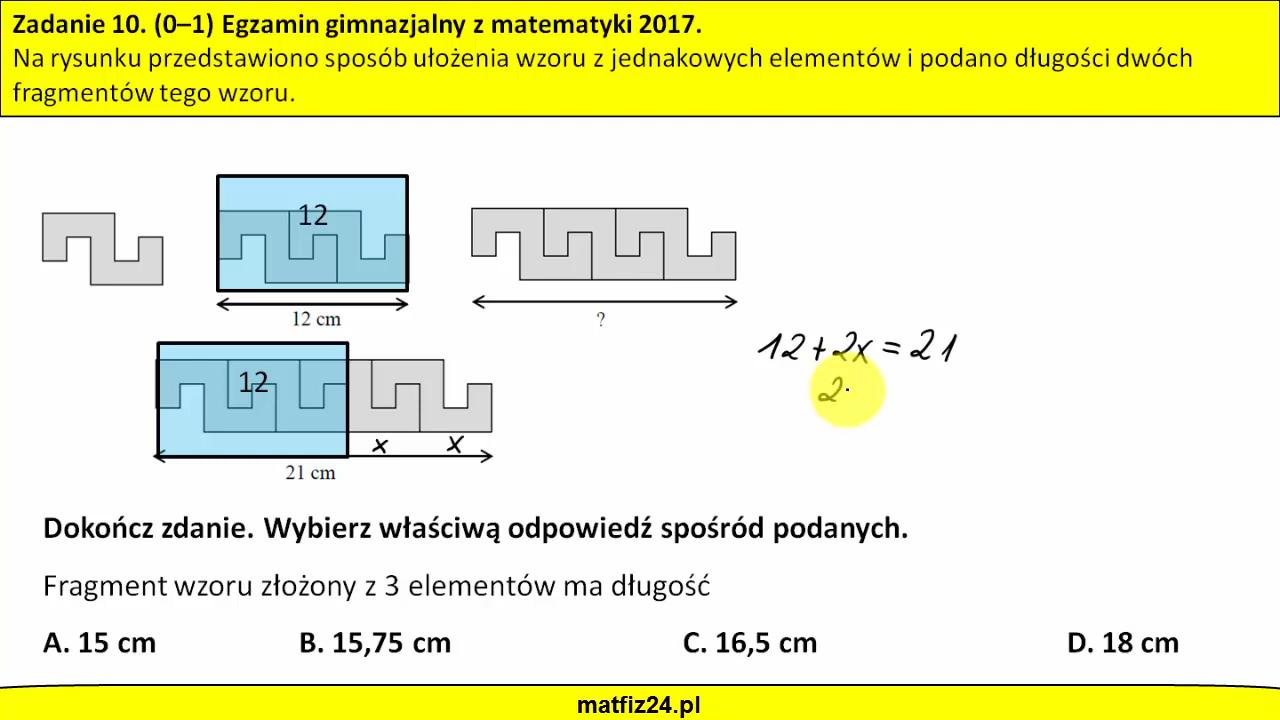 Zadanie 10. (0–1) Egzamin gimnazjalny z matematyki 2017.
Na rysunku przedstawiono sposób ułożenia wzoru z jednakowych elementów i podano długości dwóch
fragmentów tego wzoru.
12
12 cm
?
12 + 2x = 21
2
12
x x
21 cm
Dokończ zdanie. Wybierz właściwą odpowiedź spośród podanych.
Fragment wzoru złożony z 3 elementów ma długość
A. 15 cm B. 15,75 cm C. 16,5 cm D. 18 cm
matfiz24.pl